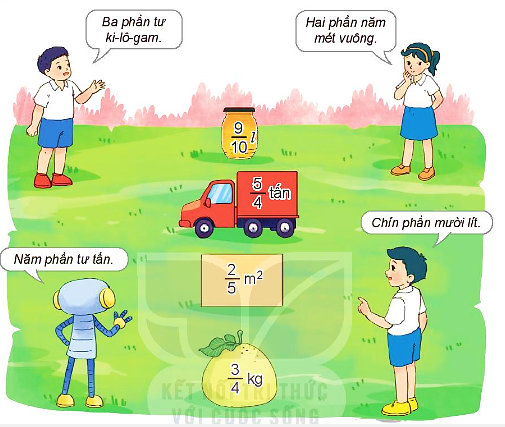 Ba phần tư
ki-lô-gam.
Hai phần năm
mét vuông.
9/10 l
5/4 tấn
Chín phần mười lít.
Năm phần tư tấn.
2/5 m²
3/4 kg
KẾT NỐI TRI THỨC
VỚI CUỘC SỐNG